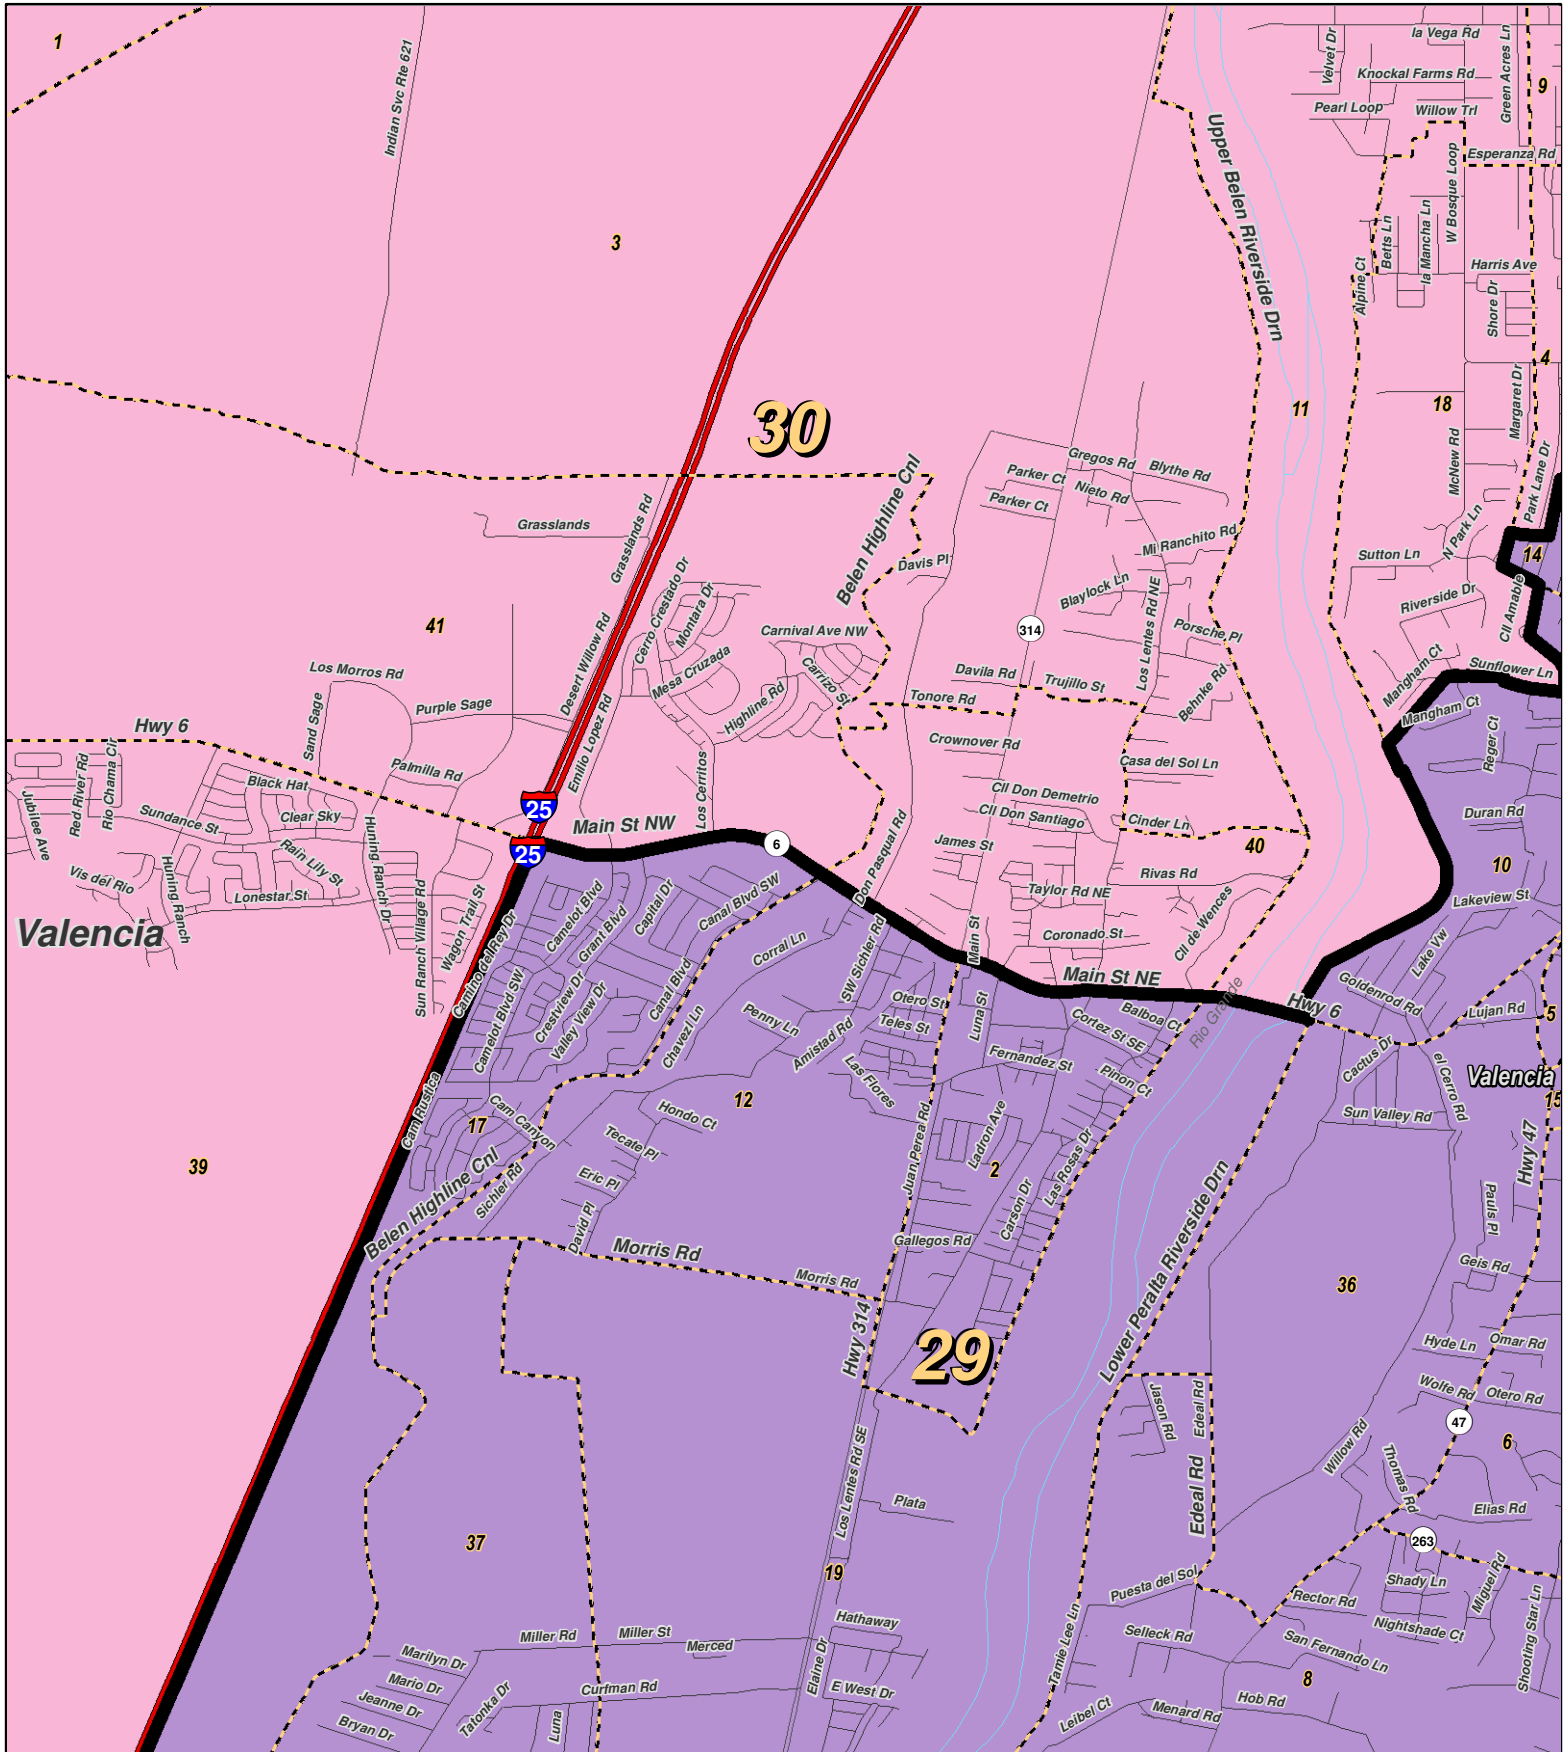 1
Indian Svc Rte 621
3
Upper Belen Riverside Drn
Velvet Dr
la Vega Rd
Knockal Farms Rd
Green Acres Ln
9
Pearl Loop
Willow Trl
Esperanza Rd
W Bosque Loop
Betts Ln
la Mancha Ln
Alpine Ct
Harris Ave
Shore Dr
4
Margaret Dr
11
18
30
McNew Rd
Park Lane Dr
N Park Ln
14
Sutton Ln
Riverside Dr
Cll Amable
Mangham Ct
Sunflower Ln
Mangham Ct
Reger Ct
Belen Highline Cnl
Gregos Rd
Blythe Rd
Parker Ct
Nieto Rd
Parker Ct
Mi Ranchito Rd
Davis Pl
Blaylock Ln
Los Lentes Rd NE
Porsche Pl
314
Davila Rd
Trujillo St
Tonore Rd
Behnke Rd
Crownover Rd
Casa del Sol Ln
Cll Don Demetrio
Cll Don Santiago
Cinder Ln
James St
40
Rivas Rd
Taylor Rd NE
Cll de Wences
Coronado St
Main St
Main St NE
Hwy 6
Rio Grande
Grasslands
Grasslands Rd
Desert Willow Rd
Cerro Crestado Dr
Montara Dr
Carnival Ave NW
Mesa Cruzada
Carrizo St
Highline Rd
Emilio Lopez Rd
Los Cerritos
41
Los Morros Rd
Purple Sage
Sand Sage
Palmilla Rd
Hwy 6
Red River Rd
Rio Chama Cir
Jubilee Ave
Black Hat
Clear Sky
Sundance St
Rain Lily St
Huning Ranch Dr
Vis del Rio
Huning Ranch
Lonestar St
Sun Ranch Village Rd
Wagon Trail St
Valencia
25
25
Main St NW
6
Don Pasqual Rd
Camino del Rey Dr
Camelot Blvd
Grant Blvd
Capital Dr
Canal Blvd SW
Corral Ln
SW Sichler Rd
Camelot Blvd SW
Crestview Dr
Valley View Dr
Canal Blvd
Chavezl Ln
Penny Ln
Amistad Rd
Otero St
Teles St
Luna St
Las Flores
Fernandez St
Cortez St SE
Balboa Ct
Pinon Ct
Duran Rd
10
Lakeview St
Lake Vw
Goldenrod Rd
Lujan Rd
5
Cactus Dr
el Cerro Rd
Valencia
15
Sun Valley Rd
Hwy 47
Cam Rustica
17
Cam Canyon
12
Hondo Ct
Tecate Pl
Eric Pl
David Pl
Sichler Rd
Belen Highline Cnl
39
Juan Perea Rd
Ladron Ave
2
Las Rosas Dr
Carson Dr
Gallegos Rd
Morris Rd
Morris Rd
Hwy 314
29
Lower Peralta Riverside Drn
36
Pauls Pl
Geis Rd
Hyde Ln
Omar Rd
Wolfe Rd
Otero Rd
47
6
Jason Rd
Edeal Rd
Edeal Rd
Willow Rd
Thomas Rd
Elias Rd
263
Los Lentes Rd SE
Plata
37
19
Puesta del Sol
Shady Ln
Miguel Rd
Rector Rd
Nightshade Ct
Shooting Star Ln
Selleck Rd
San Fernando Ln
8
Tamie Lee Ln
Hob Rd
Leibel Ct
Menard Rd
Hathaway
Elaine Dr
E West Dr
Miller Rd
Miller St
Merced
Marilyn Dr
Mario Dr
Jeanne Dr
Bryan Dr
Tatonka Dr
Curfman Rd
Luna